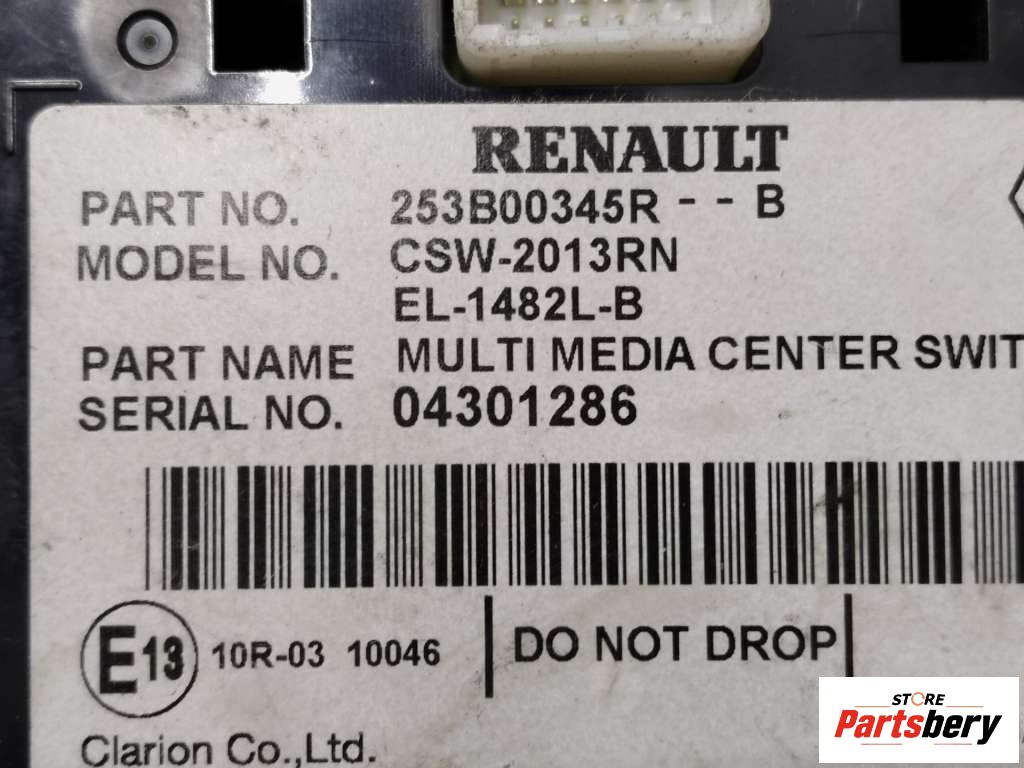 RENAULT
PART NO. 253B00345R - - B
MODEL NO. CSW-2013RN
EL-1482L-B
PART NAME MULTI MEDIA CENTER SWIT
SERIAL NO. 04301286
E13 10R-03 10046 DO NOT DROP
Clarion Co.,Ltd.
STORE
Partsbery